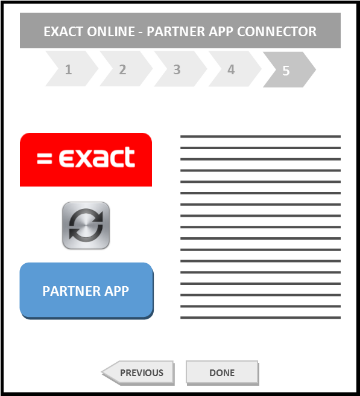 EXACT ONLINE - PARTNER APP CONNECTOR
1 2 3 4 5
= exact
PARTNER APP
PREVIOUS DONE